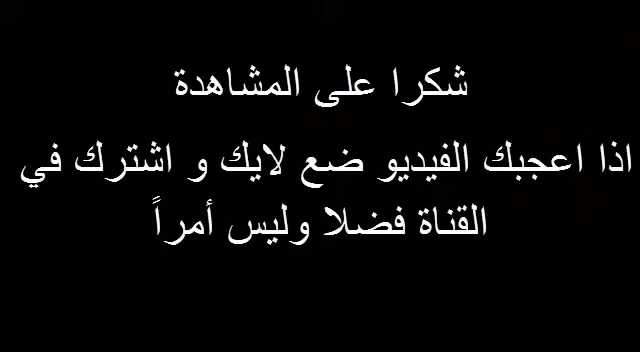 شكرا على المشاهدة
اذا اعجبك الفيديو ضع لايك و اشترك في
القناة فضلا وليس أمراً